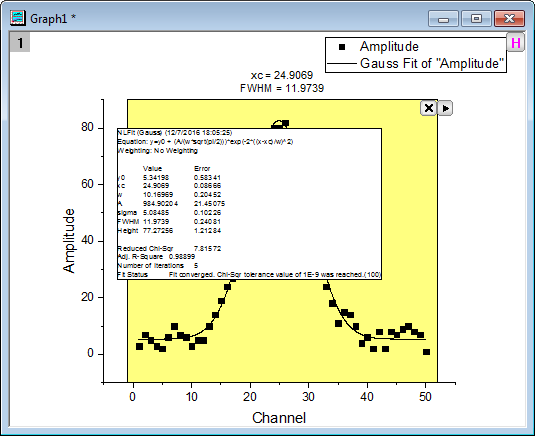 Graph1 *
1
H
Amplitude
Gauss Fit of "Amplitude"
xc = 24.9069
FWHM = 11.9739
NLFit (Gauss) (12/7/2016 18:05:25)
Equation: y=y0 + (A/(w*sqrt(pi/2)))*exp(-2*((x-xc)/w)^2)
Weighting: No Weighting
Value Error
y0 5.34198 0.58341
xc 24.9069 0.08666
w 10.16969 0.20452
A 984.90204 21.45075
sigma 5.08485 0.10226
FWHM 11.9739 0.24081
Height 77.27256 1.21284
Reduced Chi-Sqr 7.81572
Adj. R-Square 0.98899
Number of Iterations 5
Fit Status Fit converged. Chi-Sqr tolerance value of 1E-9 was reached.(100)
80
60
40
20
0
Amplitude
0 10 20 30 40 50
Channel